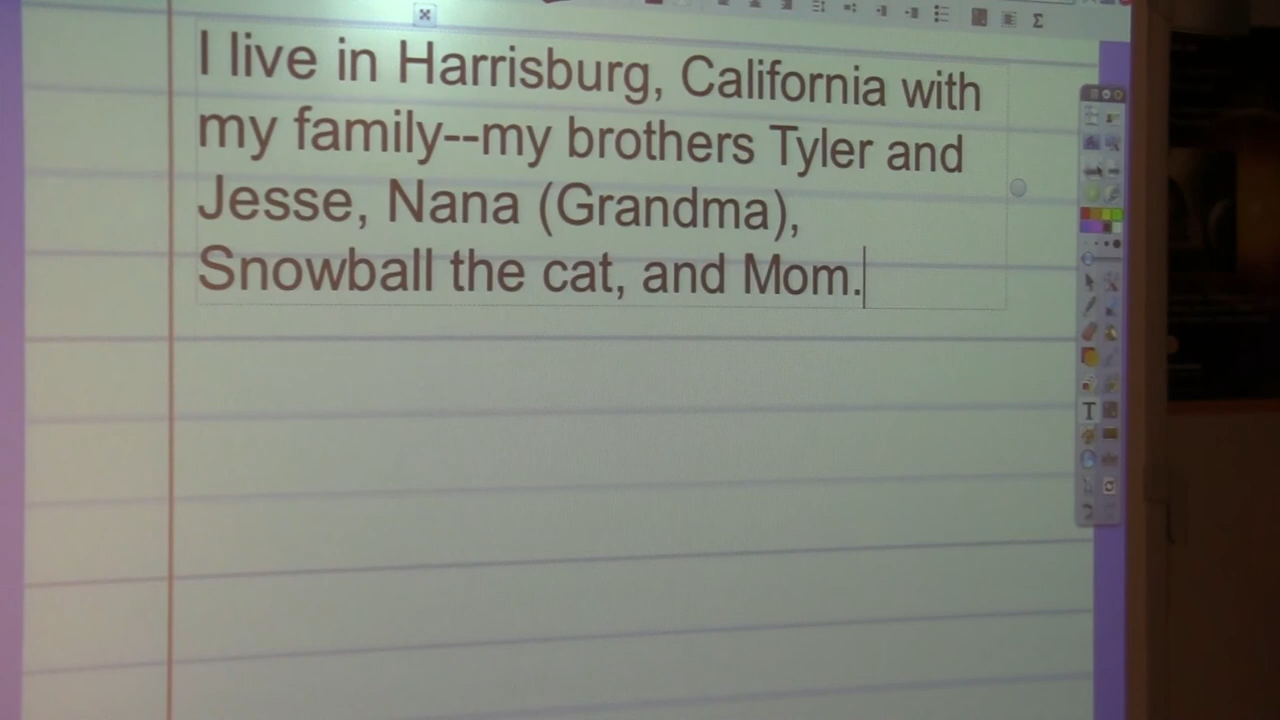 I live in Harrisburg, California with
my family--my brothers Tyler and
Jesse, Nana (Grandma),
Snowball the cat, and Mom.